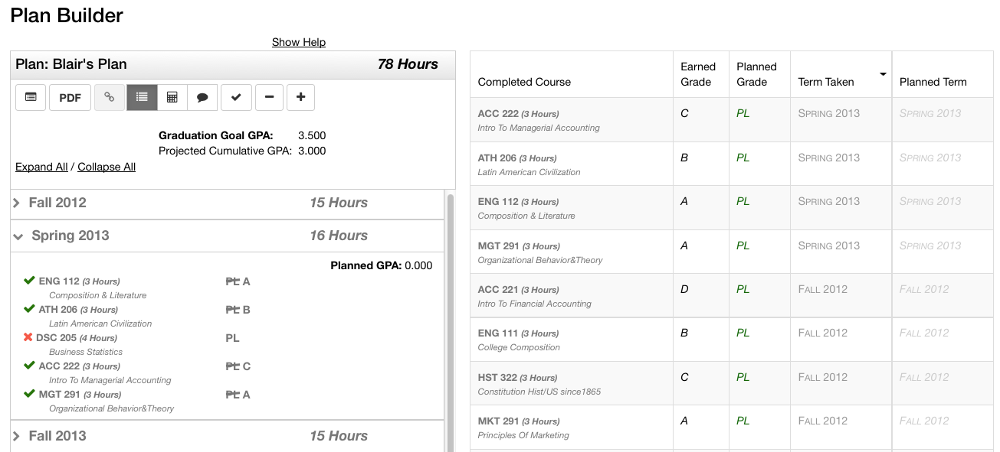 Plan Builder
Show Help
Plan: Blair's Plan 78 Hours
PDF
Graduation Goal GPA: 3.500
Projected Cumulative GPA: 3.000
Expand All / Collapse All
Fall 2012 15 Hours
Spring 2013 16 Hours
Planned GPA: 0.000
ENG 112 (3 Hours) PL A
Composition & Literature
ATH 206 (3 Hours) PL B
Latin American Civilization
DSC 205 (4 Hours) PL
Business Statistics
ACC 222 (3 Hours) PL C
Intro To Managerial Accounting
MGT 291 (3 Hours) PL A
Organizational Behavior&Theory
Fall 2013 15 Hours
Completed Course Earned Grade Planned Grade Term Taken Planned Term
ACC 222 (3 Hours) C PL Spring 2013 Spring 2013
Intro To Managerial Accounting
ATH 206 (3 Hours) B PL Spring 2013 Spring 2013
Latin American Civilization
ENG 112 (3 Hours) A PL Spring 2013 Spring 2013
Composition & Literature
MGT 291 (3 Hours) A PL Spring 2013 Spring 2013
Organizational Behavior&Theory
ACC 221 (3 Hours) D PL Fall 2012 Fall 2012
Intro To Financial Accounting
ENG 111 (3 Hours) B PL Fall 2012 Fall 2012
College Composition
HST 322 (3 Hours) C PL Fall 2012 Fall 2012
Constitution Hist/US since1865
MKT 291 (3 Hours) A PL Fall 2012 Fall 2012
Principles Of Marketing